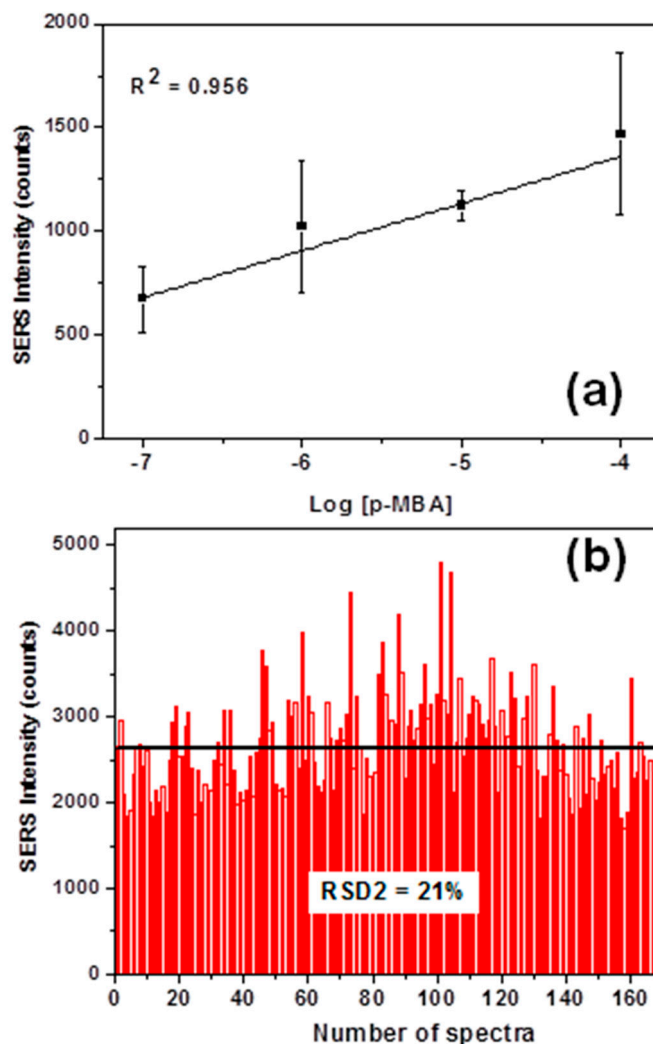 2000
1500
1000
500
0
SERS Intensity (counts)
R² = 0.956
(a)
-7 -6 -5 -4
Log [p-MBA]
5000
4000
3000
2000
1000
0
SERS Intensity (counts)
(b)
RSD2 = 21%
0 20 40 60 80 100 120 140 160
Number of spectra